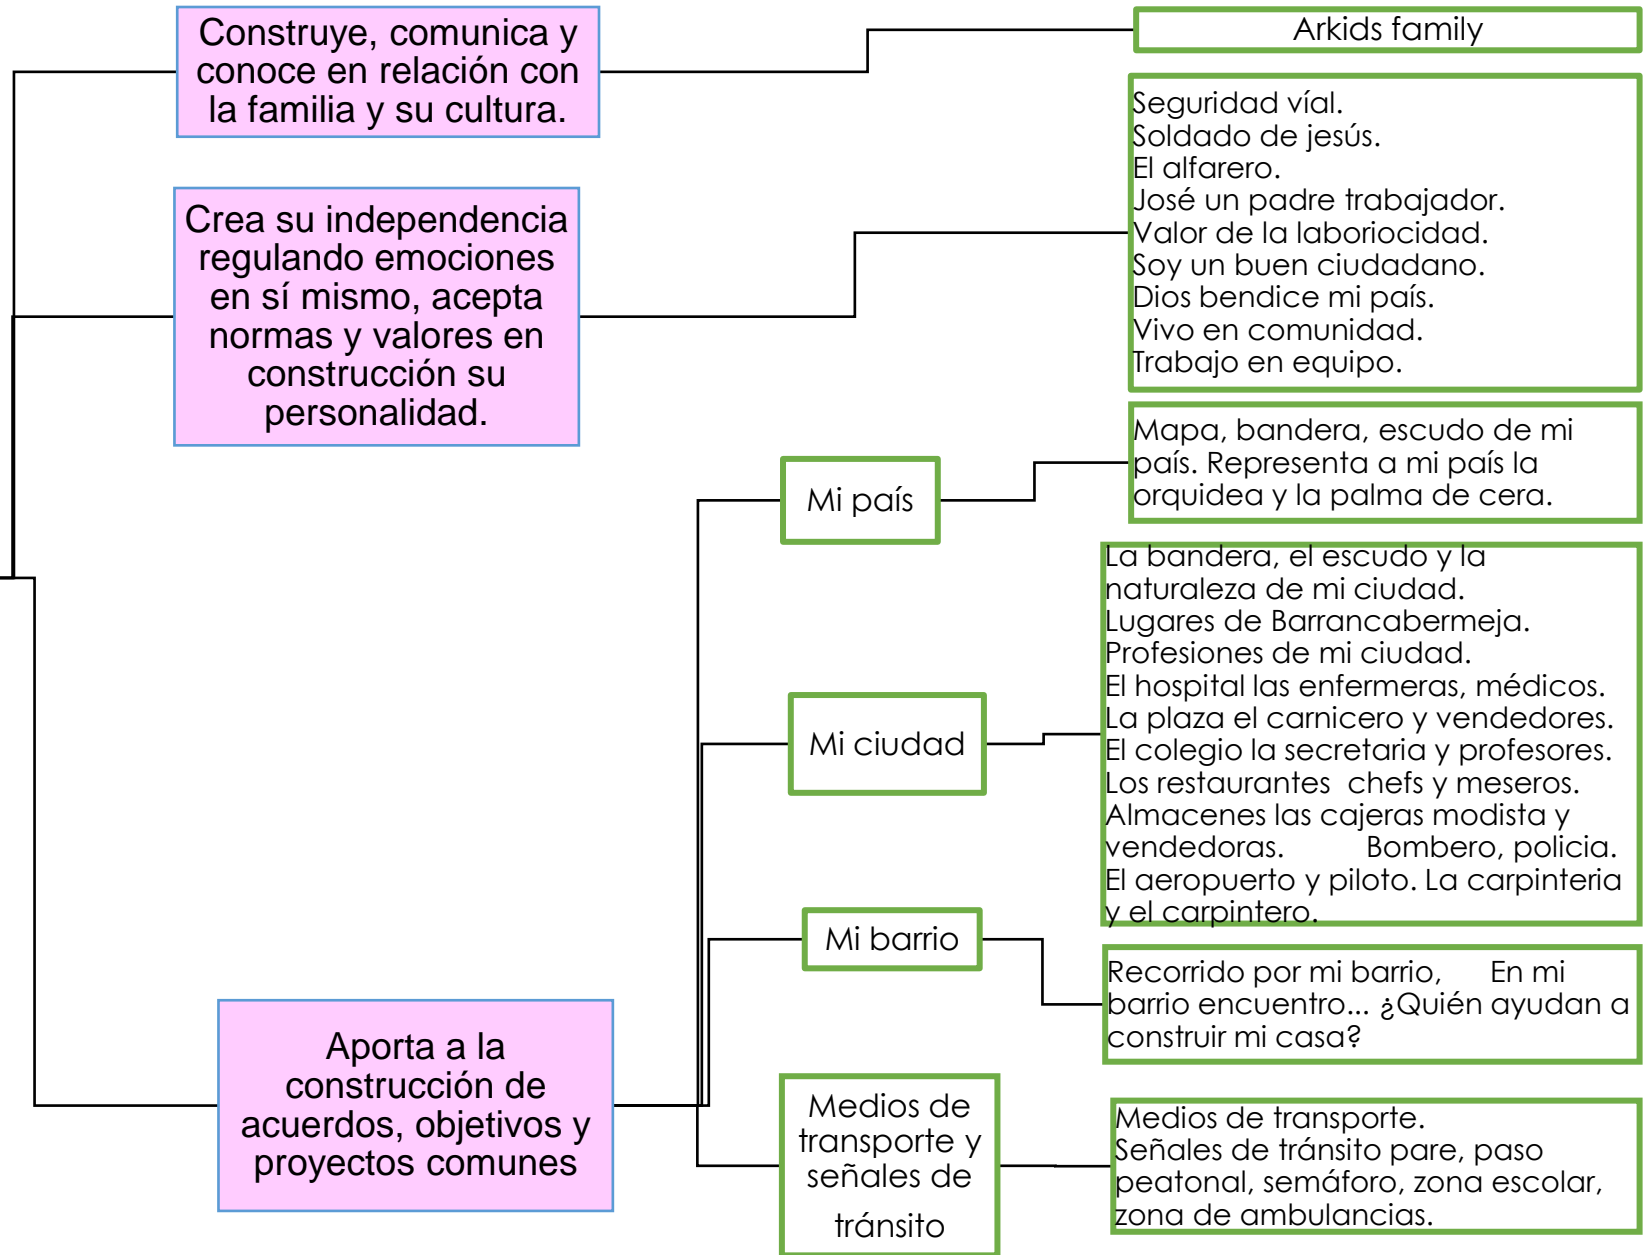 Construye, comunica y
conoce en relación con
la familia y su cultura.
Arkids family
Crea su independencia
regulando emociones
en sí mismo, acepta
normas y valores en
construcción su
personalidad.
Seguridad víal.
Soldado de jesús.
El alfarero.
José un padre trabajador.
Valor de la laboriocidad.
Soy un buen ciudadano.
Dios bendice mi país.
Vivo en comunidad.
Trabajo en equipo.
Aporta a la
construcción de
acuerdos, objetivos y
proyectos comunes
Mi país
Mapa, bandera, escudo de mi
país. Representa a mi país la
orquidea y la palma de cera.
Mi ciudad
La bandera, el escudo y la
naturaleza de mi ciudad.
Lugares de Barrancabermeja.
Profesiones de mi ciudad.
El hospital las enfermeras, médicos.
La plaza el carnicero y vendedores.
El colegio la secretaria y profesores.
Los restaurantes  chefs y meseros.
Almacenes las cajeras modista y
vendedoras.        Bombero, policia.
El aeropuerto y piloto. La carpinteria
y el carpintero.
Mi barrio
Recorrido por mi barrio,     En mi
barrio encuentro... ¿Quién ayudan a
construir mi casa?
Medios de
transporte y
señales de
tránsito
Medios de transporte.
Señales de tránsito pare, paso
peatonal, semáforo, zona escolar,
zona de ambulancias.